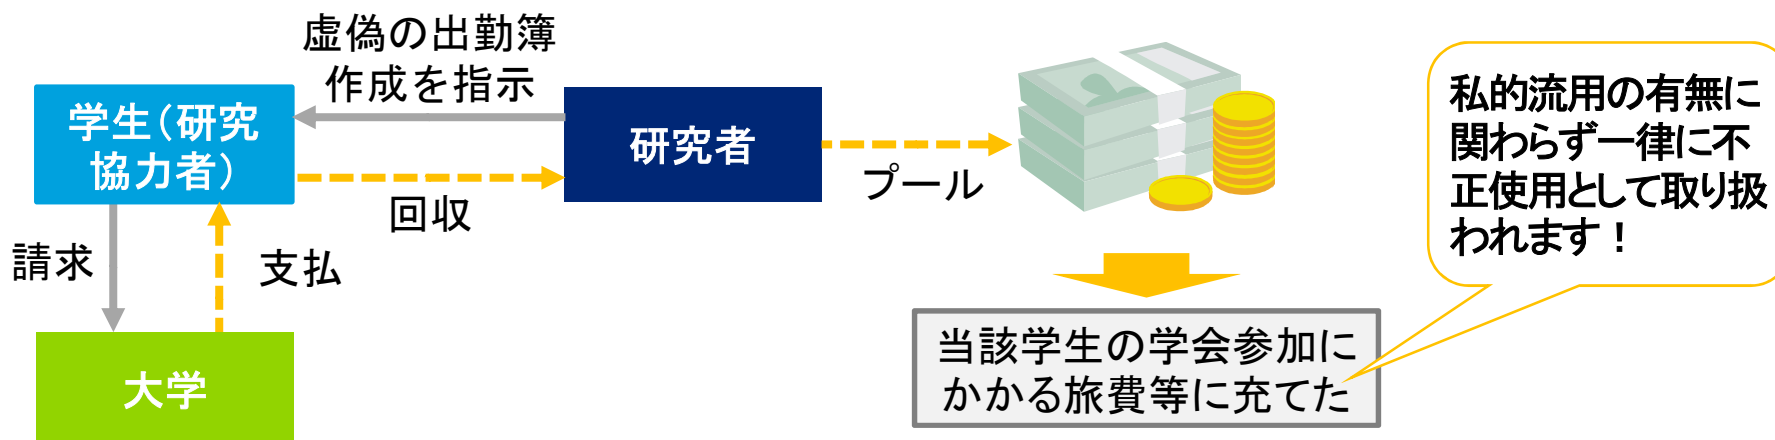 虚偽の出勤簿
作成を指示
学生（研究
協力者）
研究者
プール
回収
請求
支払
大学
当該学生の学会参加に
かかる旅費等に充てた
私的流用の有無に
関わらず一律に不
正使用として取り扱
われます！